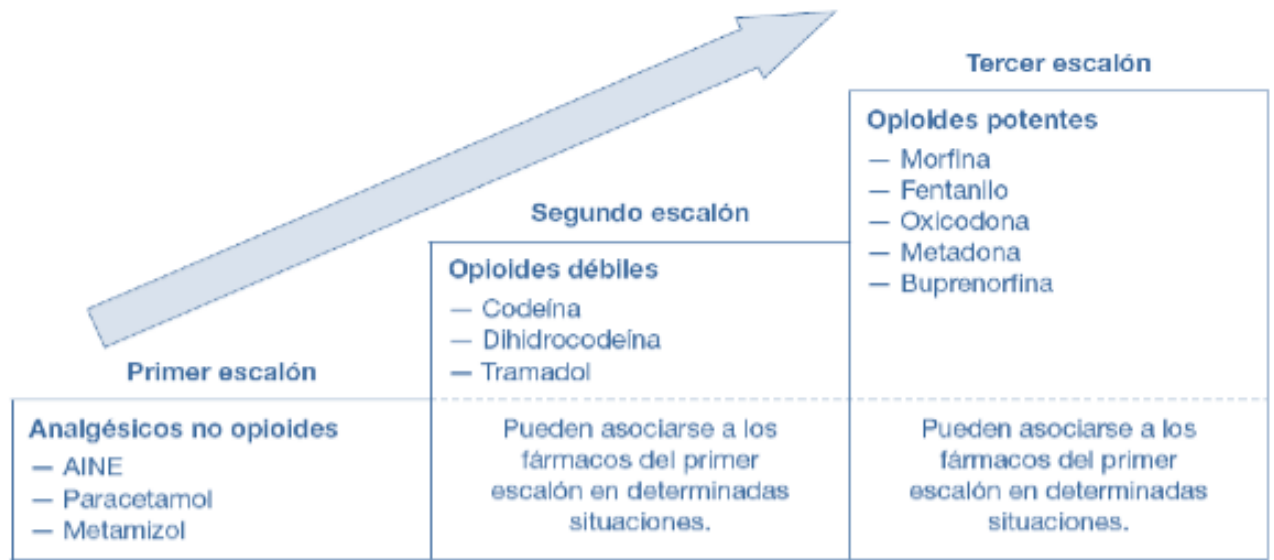 Tercer escalón
Opioides potentes
— Morfina
— Fentanilo
— Oxicodona
— Metadona
— Buprenorfina
Segundo escalón
Opioides débiles
— Codeína
— Dihidrocodeína
— Tramadol
Primer escalón
Analgésicos no opioides
— AINE
— Paracetamol
— Metamizol
Pueden asociarse a los
fármacos del primer
escalón en determinadas
situaciones.
Pueden asociarse a los
fármacos del primer
escalón en determinadas
situaciones.